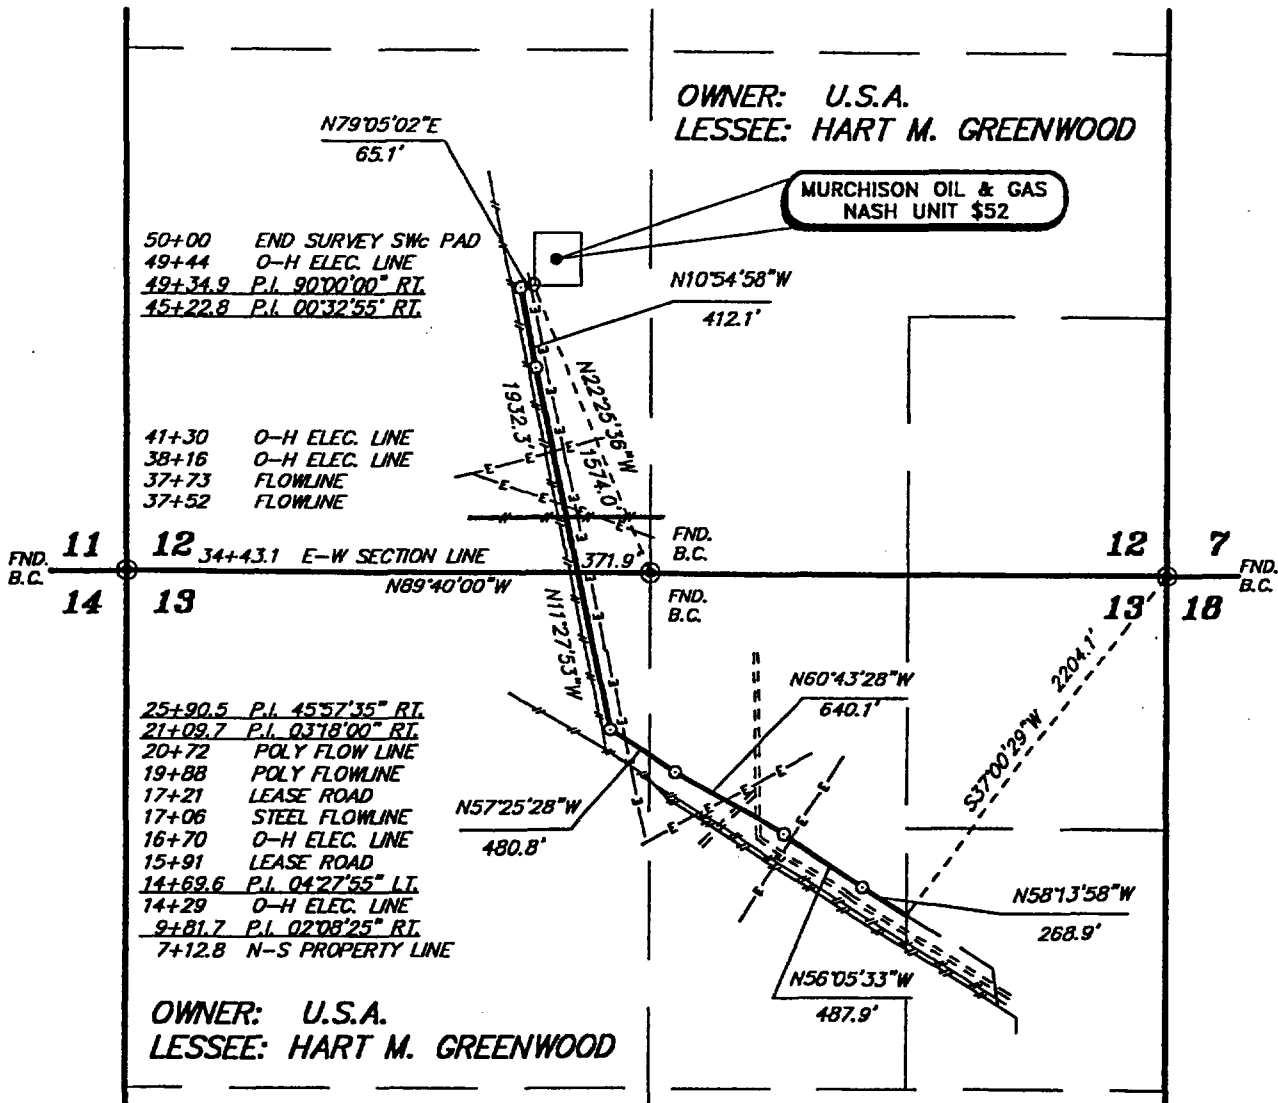 OWNER: U.S.A.
LESSEE: HART M. GREENWOOD
N79°05'02"E
65.1'
MURCHISON OIL & GAS
NASH UNIT $52
50+00 END SURVEY SWc PAD
49+44 O-H ELEC. LINE
49+34.9 P.I. 90°00'00" RT.
45+22.8 P.I. 00°32'55" RT.
N10°54'58"W
412.1'
N22°25'36"W
1574.0'
1932.3'
41+30 O-H ELEC. LINE
38+16 O-H ELEC. LINE
37+73 FLOWLINE
37+52 FLOWLINE
FND.
B.C.
11 12
34+43.1 E-W SECTION LINE
371.9'
FND.
B.C.
12 7
FND.
B.C.
N89°40'00"W
14 13
FND.
B.C.
13 18
N11°27'53"W
2204.1'
S37°00'29"W
N60°43'28"W
640.1'
25+90.5 P.I. 45°57'35" RT.
21+09.7 P.I. 03°18'00" RT.
20+72 POLY FLOW LINE
19+88 POLY FLOWLINE
17+21 LEASE ROAD
17+06 STEEL FLOWLINE
16+70 O-H ELEC. LINE
15+91 LEASE ROAD
14+69.6 P.I. 04°27'55" LT.
14+29 O-H ELEC. LINE
9+81.7 P.I. 02°08'25" RT.
7+12.8 N-S PROPERTY LINE
N57°25'28"W
480.8'
N58°13'58"W
268.9'
N56°05'33"W
487.9'
OWNER: U.S.A.
LESSEE: HART M. GREENWOOD